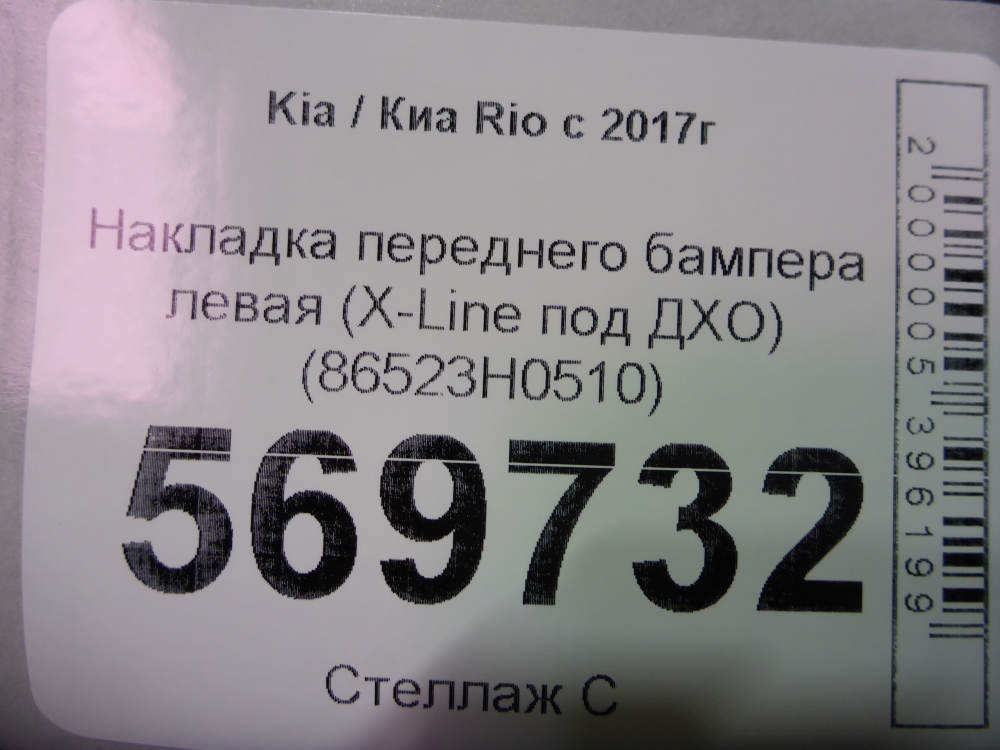 Kia / Киа Rio с 2017г
Накладка переднего бампера
левая (X-Line под ДХО)
(86523H0510)
569732
Стеллаж С
2000005396199